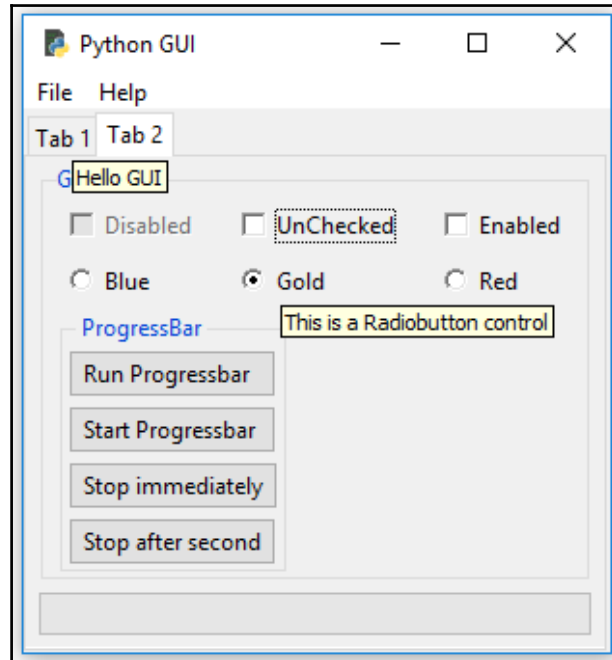 Python GUI
File Help
Tab 1 Tab 2
Hello GUI
Disabled UnChecked Enabled
Blue Gold Red
This is a Radiobutton control
ProgressBar
Run Progressbar
Start Progressbar
Stop immediately
Stop after second